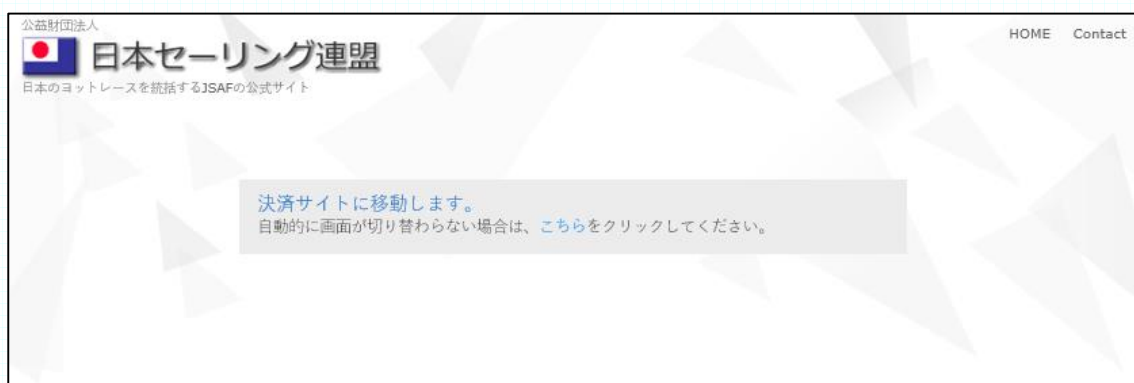 公益財団法人
日本セーリング連盟
日本のヨットレースを統括するJSAFの公式サイト
HOME Contact
決済サイトに移動します。
自動的に画面が切り替わらない場合は、こちらをクリックしてください。